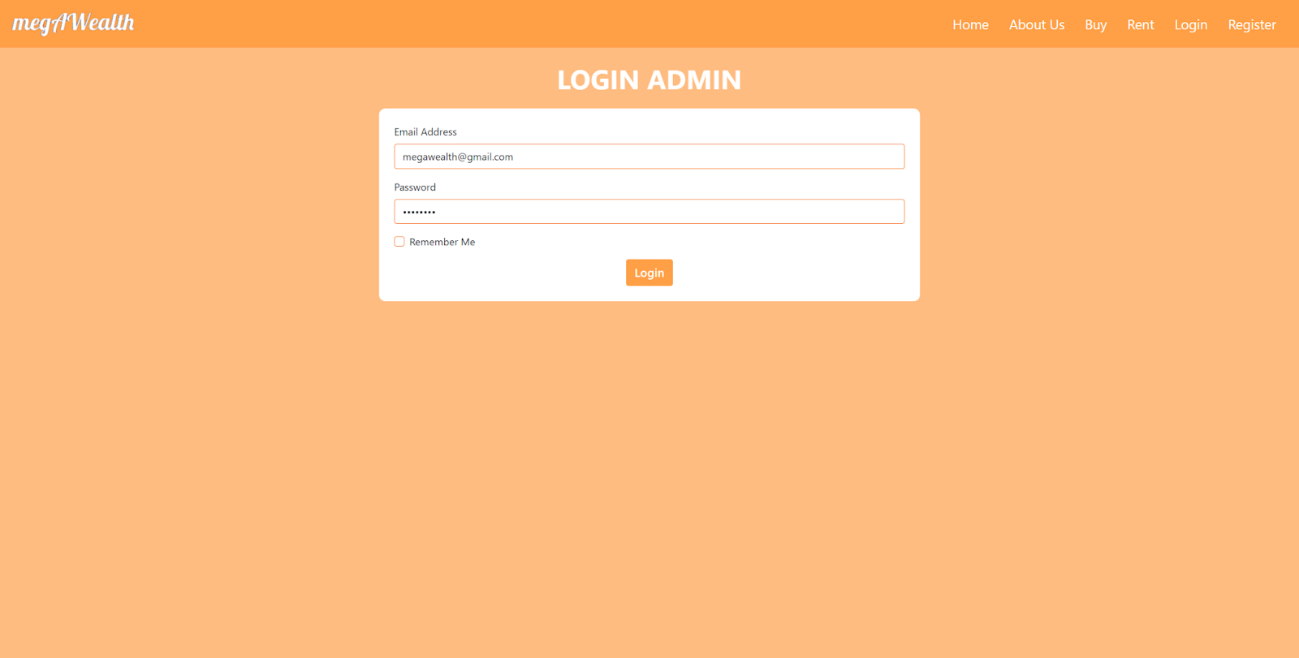 megAWealth Home About Us Buy Rent Login Register
LOGIN ADMIN
Email Address
megawealth@gmail.com
Password
••••••••
Remember Me
Login